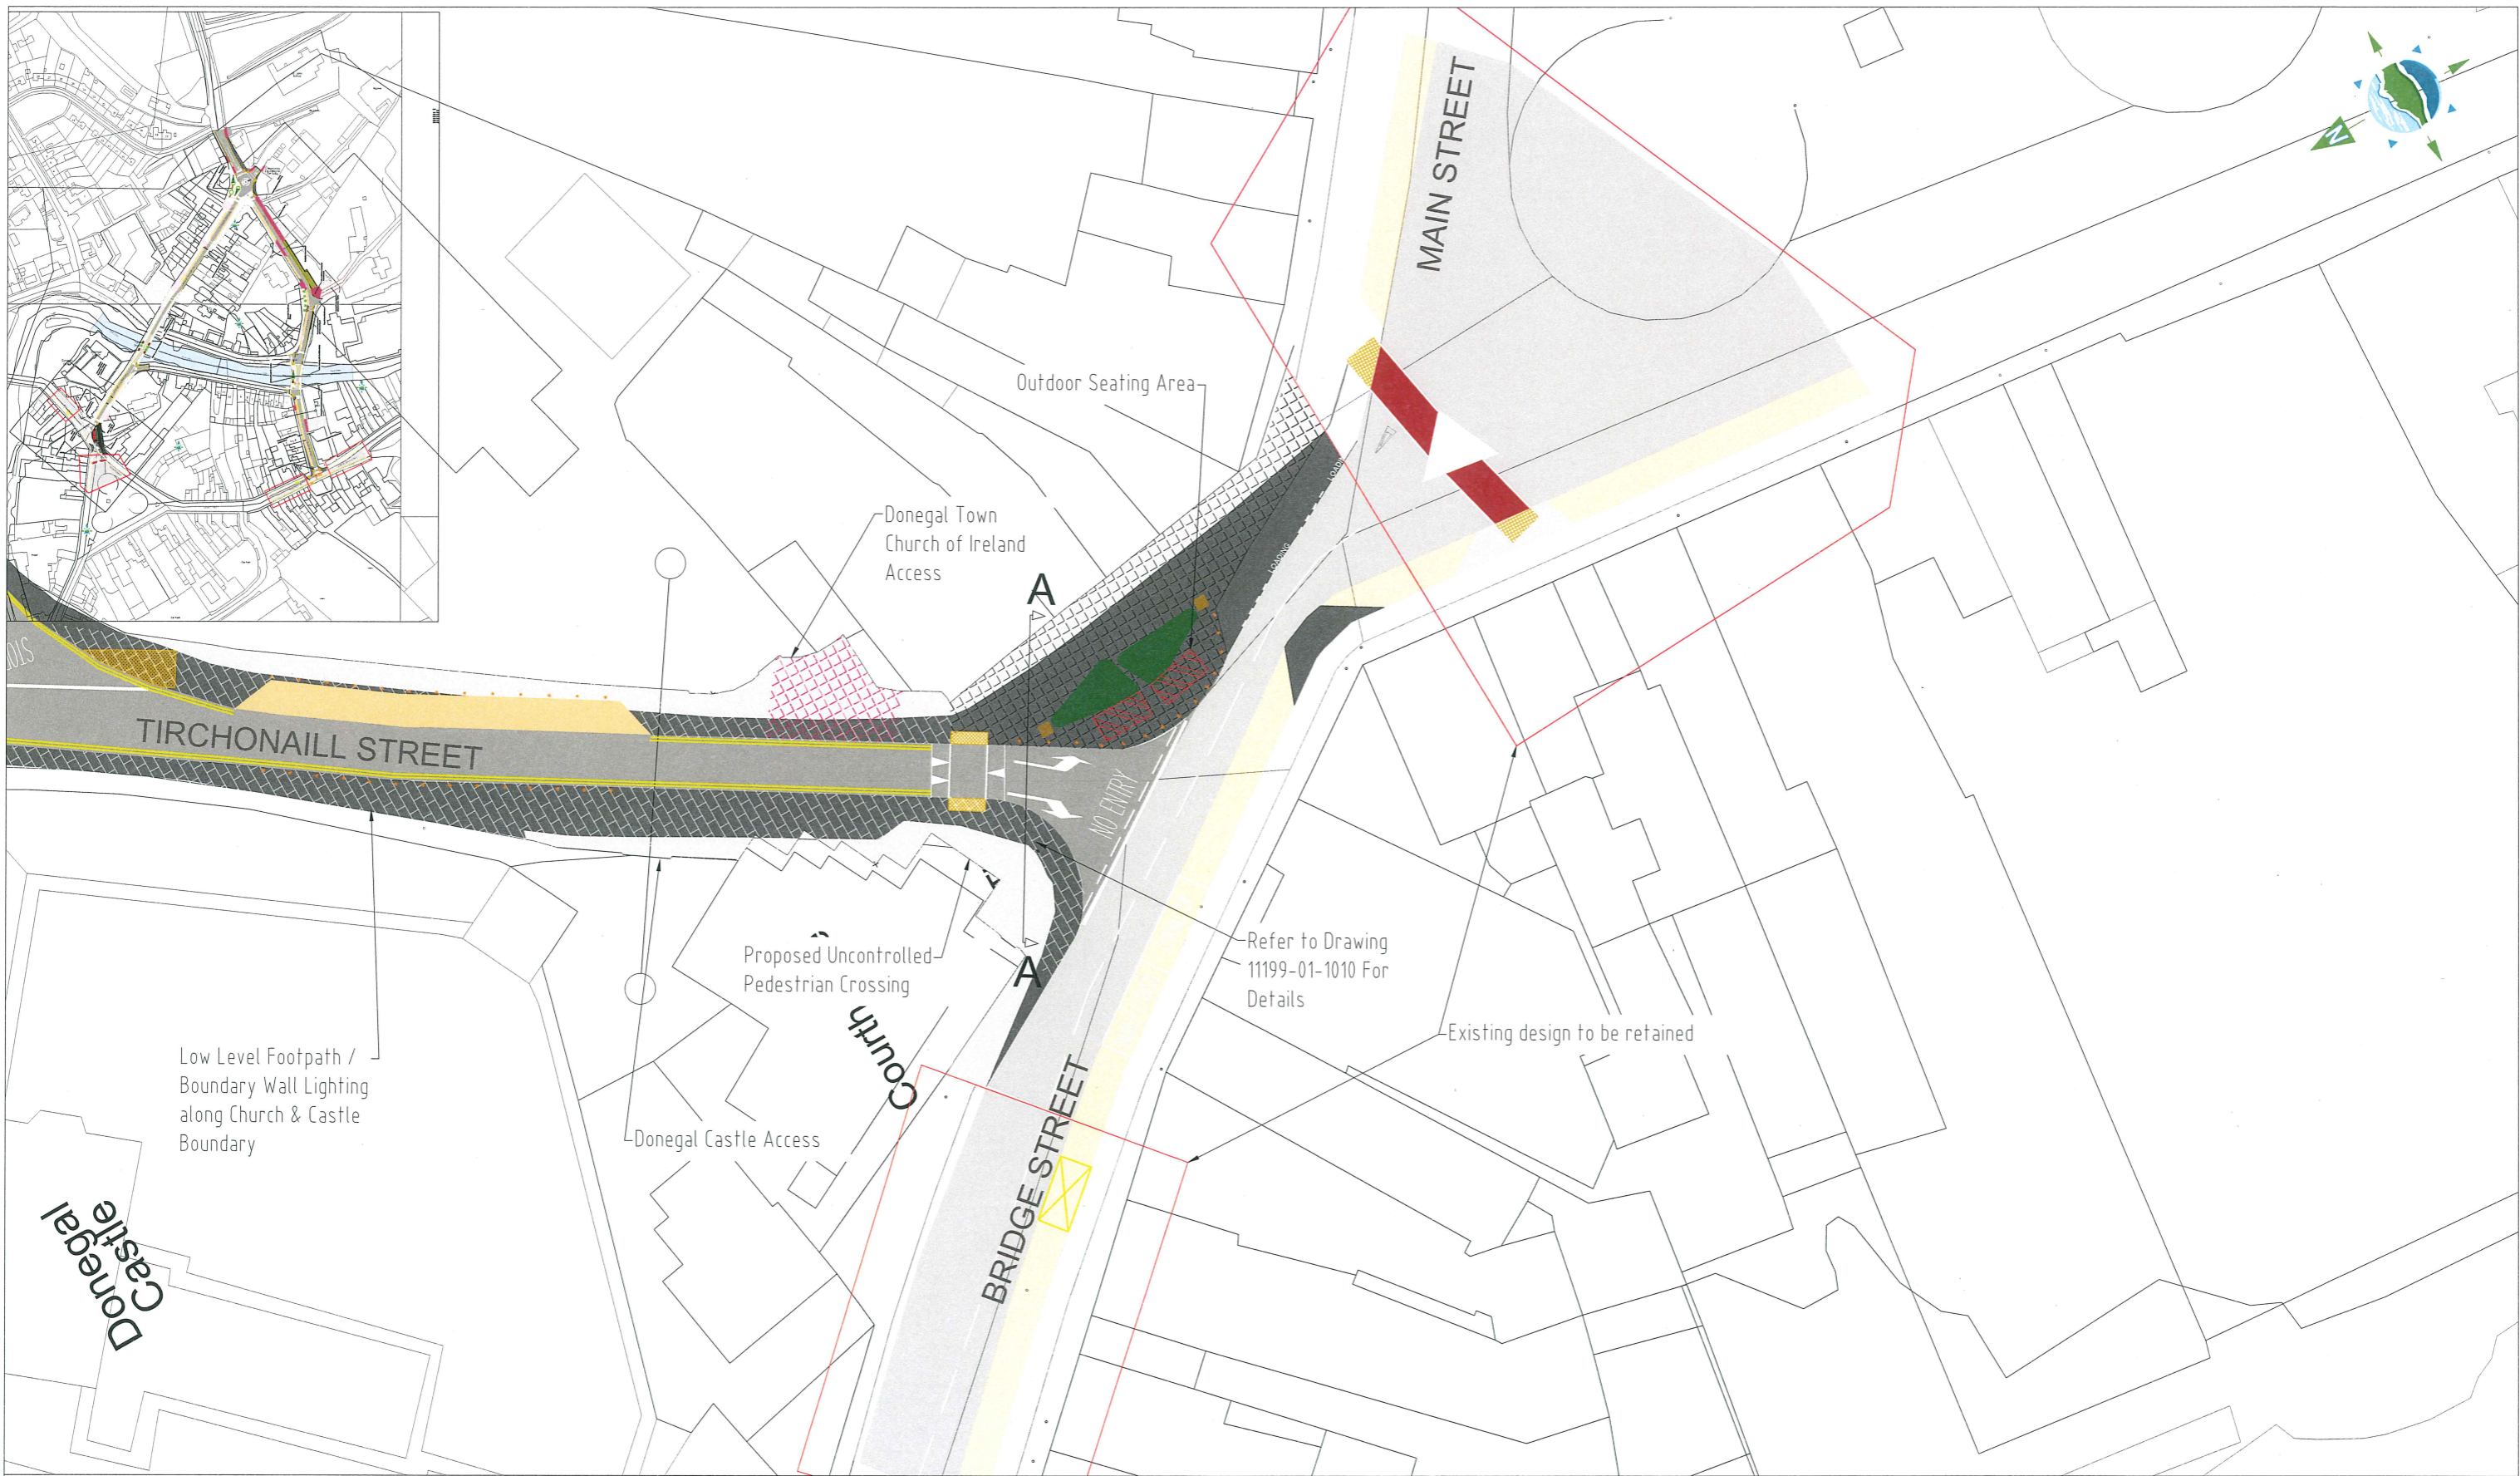 MAIN STREET
N
Outdoor Seating Area
Donegal Town
Church of Ireland
Access
A
LOADING
TIRCHONAILL STREET
NO ENTRY
Proposed Uncontrolled
Pedestrian Crossing
A
Refer to Drawing
11199-01-1010 For
Details
Existing design to be retained
Courth
Low Level Footpath /
Boundary Wall Lighting
along Church & Castle
Boundary
Donegal Castle Access
BRIDGE STREET
Donegal
Castle